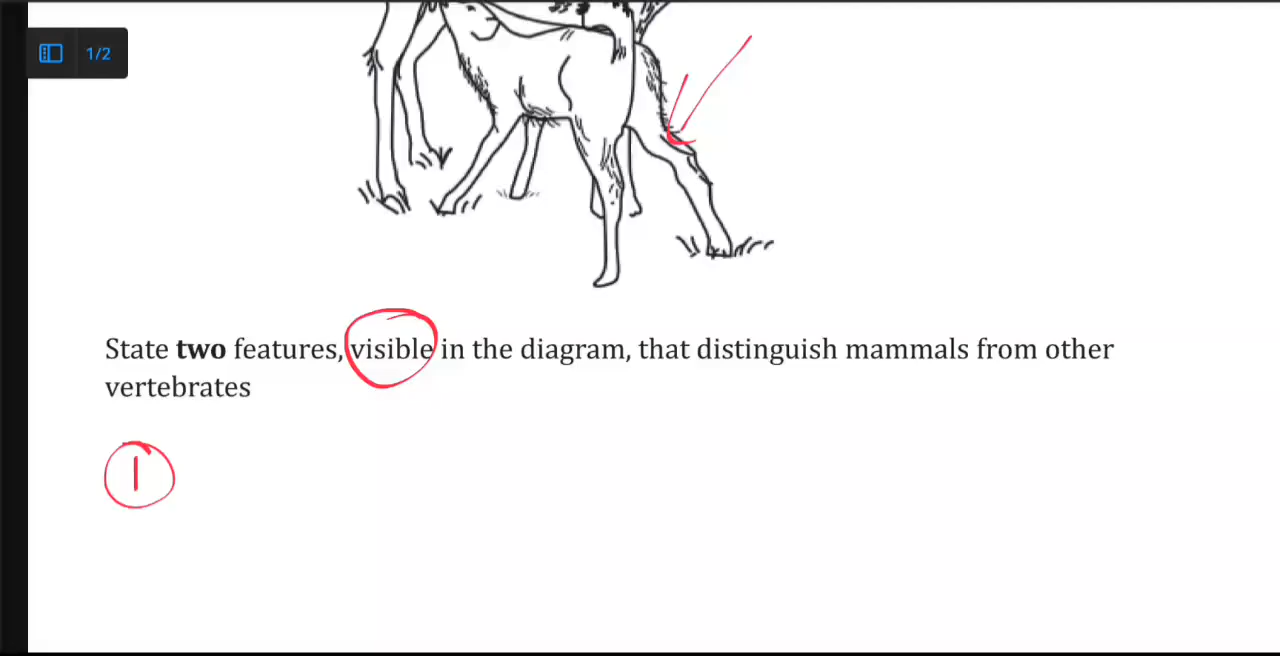 1/2
State two features, visible in the diagram, that distinguish mammals from other
vertebrates
1